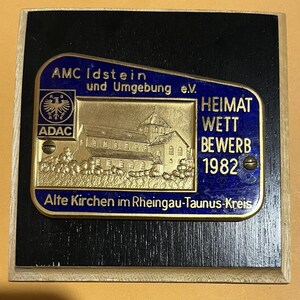 AMC Idstein
und Umgebung e.V.
ADAC
HEIMAT
WETT
BEWERB
1982
Alte Kirchen im Rheingau-Taunus-Kreis